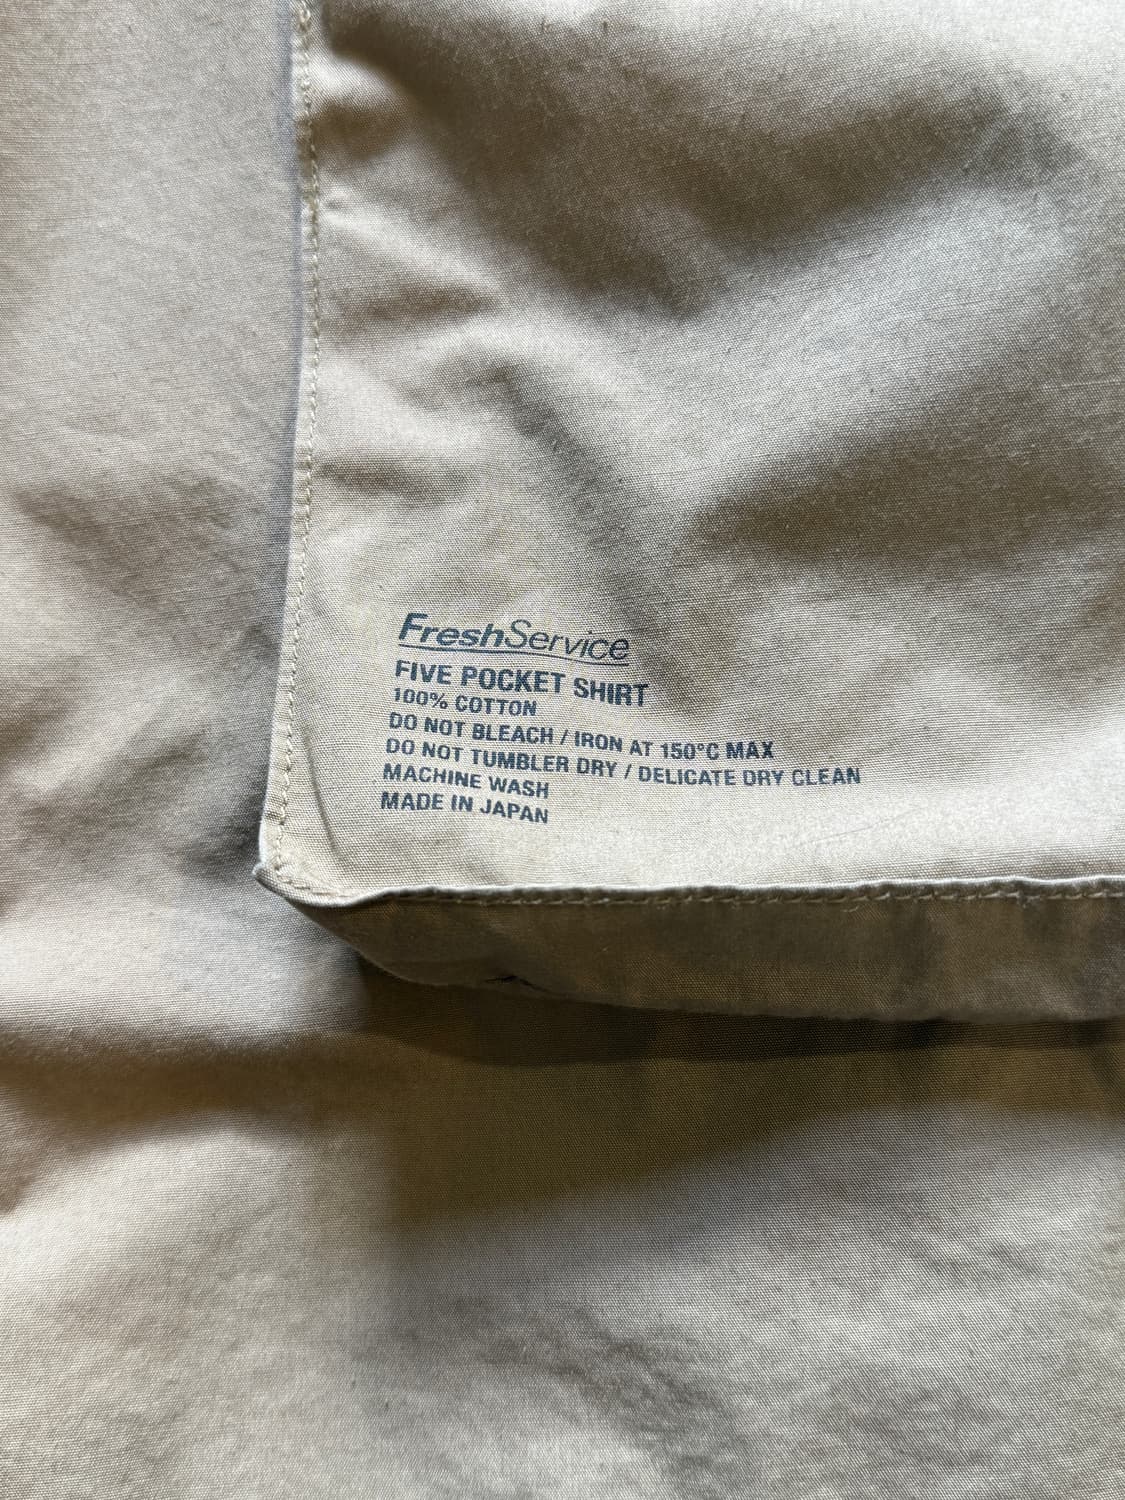 FreshService
FIVE POCKET SHIRT
100% COTTON
DO NOT BLEACH / IRON AT 150°C MAX
DO NOT TUMBLER DRY / DELICATE DRY CLEAN
MACHINE WASH
MADE IN JAPAN